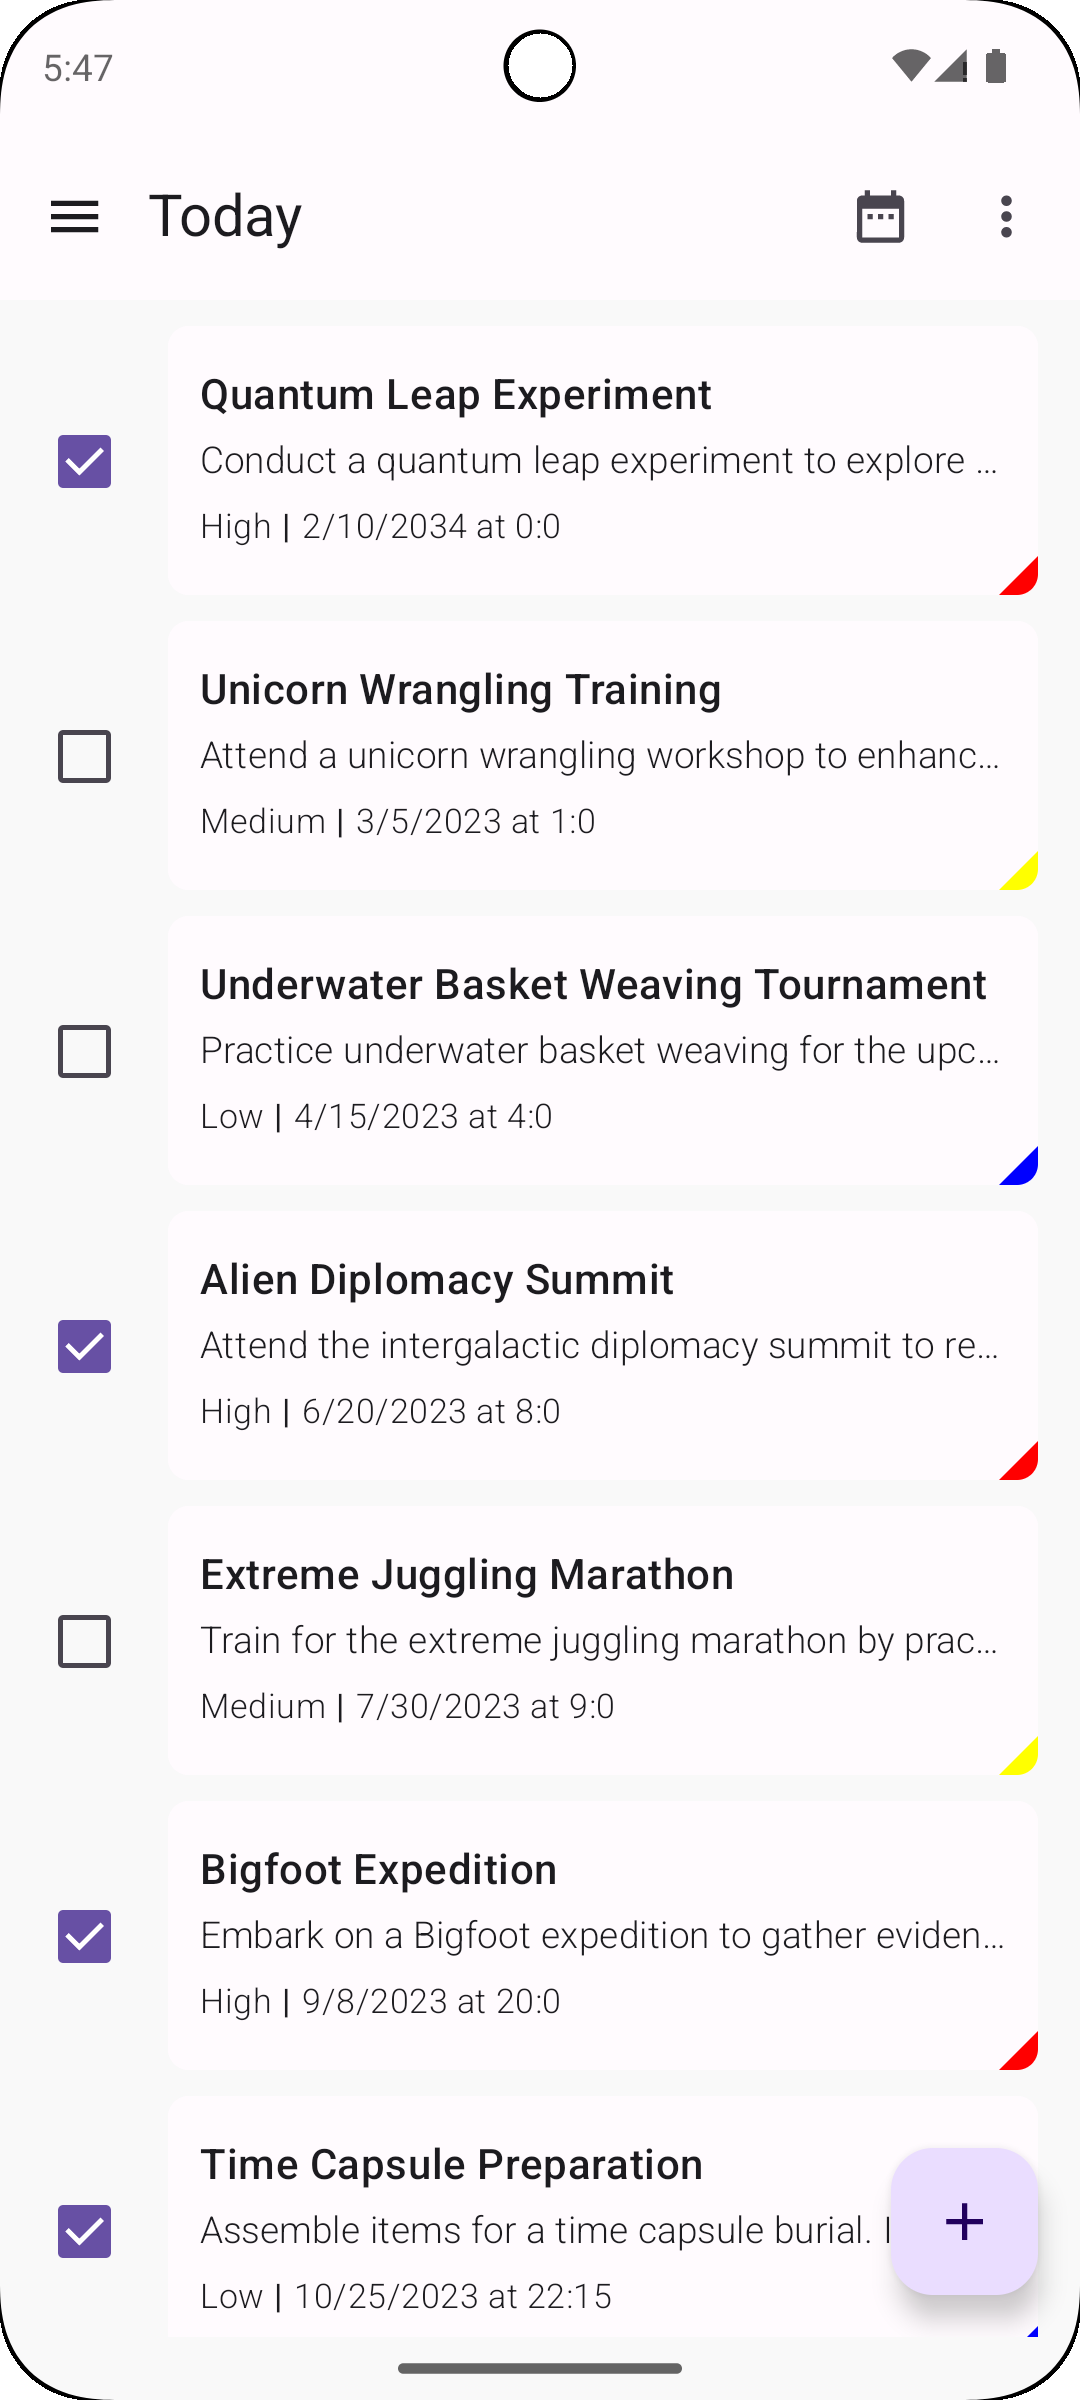 5:47
Today
Quantum Leap Experiment
Conduct a quantum leap experiment to explore ...
High | 2/10/2034 at 0:0
Unicorn Wrangling Training
Attend a unicorn wrangling workshop to enhanc...
Medium | 3/5/2023 at 1:0
Underwater Basket Weaving Tournament
Practice underwater basket weaving for the upc...
Low | 4/15/2023 at 4:0
Alien Diplomacy Summit
Attend the intergalactic diplomacy summit to re...
High | 6/20/2023 at 8:0
Extreme Juggling Marathon
Train for the extreme juggling marathon by prac...
Medium | 7/30/2023 at 9:0
Bigfoot Expedition
Embark on a Bigfoot expedition to gather eviden...
High | 9/8/2023 at 20:0
Time Capsule Preparation
Assemble items for a time capsule burial.
Low | 10/25/2023 at 22:15